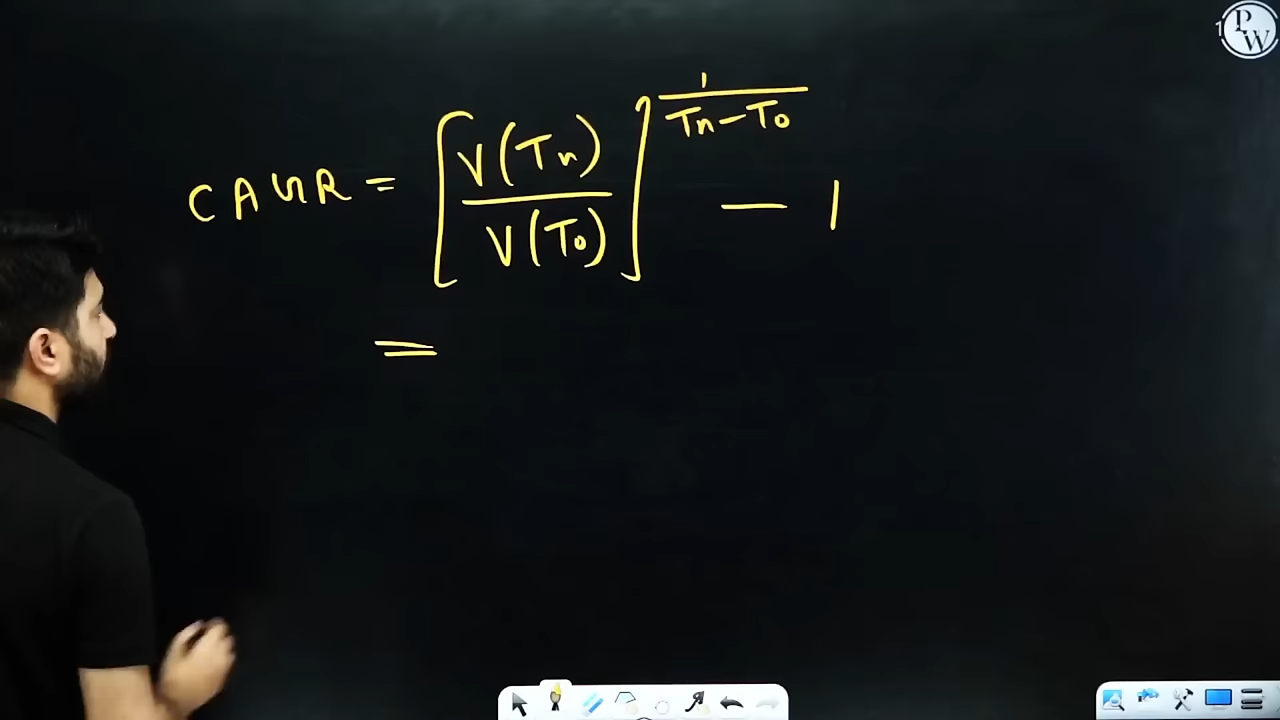 CAGR = [V(Tn)/V(T0)]^(1/(Tn-T0)) - 1
=
PW